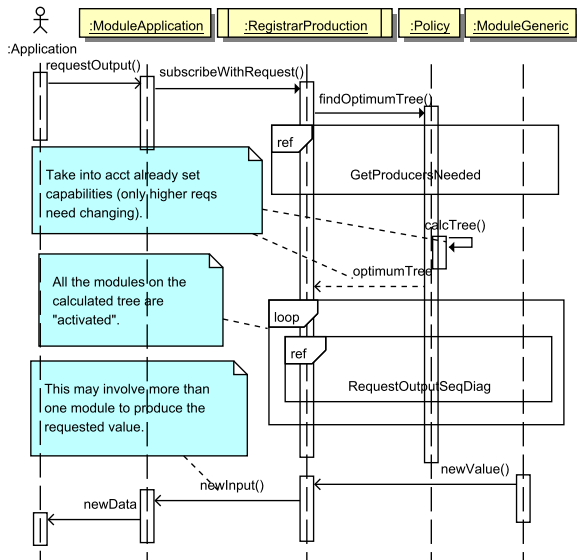 :ModuleApplication
:RegistrarProduction
:Policy
:ModuleGeneric
:Application
requestOutput()
subscribeWithRequest()
findOptimumTree()
ref
GetProducersNeeded
Take into acct already set
capabilities (only higher reqs
need changing).
calcTree()
optimumTree
All the modules on the
calculated tree are
"activated".
loop
ref
RequestOutputSeqDiag
This may involve more than
one module to produce the
requested value.
newValue()
newInput()
newData